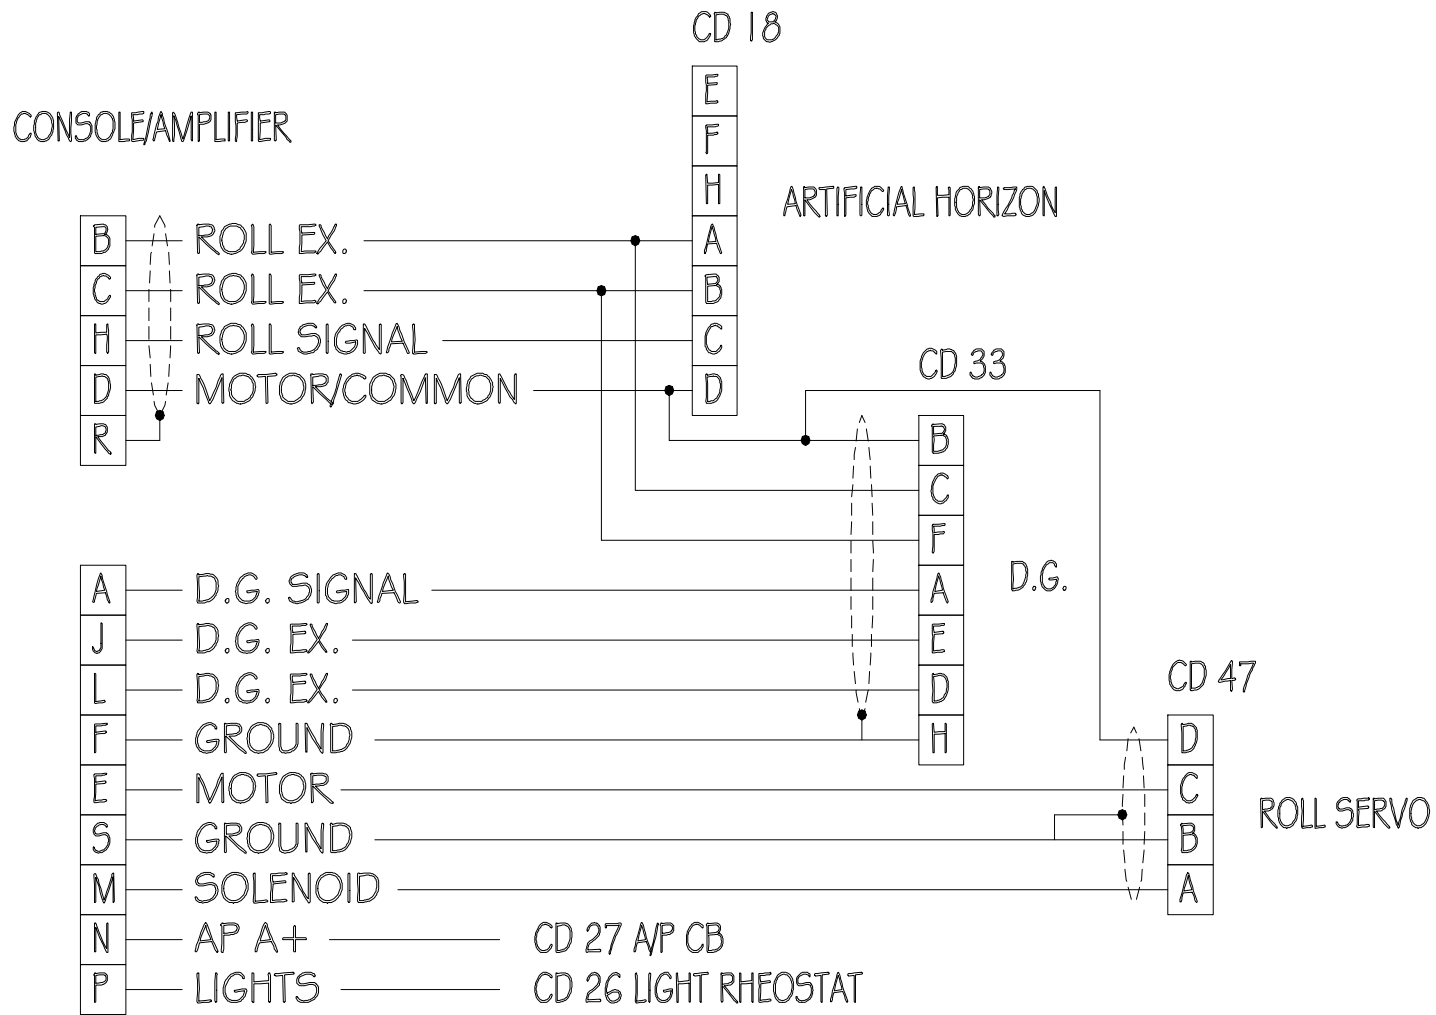 CD 18
CONSOLE/AMPLIFIER
E
F
H
A
B
C
D
ARTIFICIAL HORIZON
B ROLL EX.
C ROLL EX.
H ROLL SIGNAL
D MOTOR/COMMON
R
CD 33
B
C
F
A
E
D
H
D.G.
A D.G. SIGNAL
J D.G. EX.
L D.G. EX.
F GROUND
E MOTOR
S GROUND
M SOLENOID
N AP A+ CD 27 A/P CB
P LIGHTS CD 26 LIGHT RHEOSTAT
CD 47
D
C
B
A
ROLL SERVO